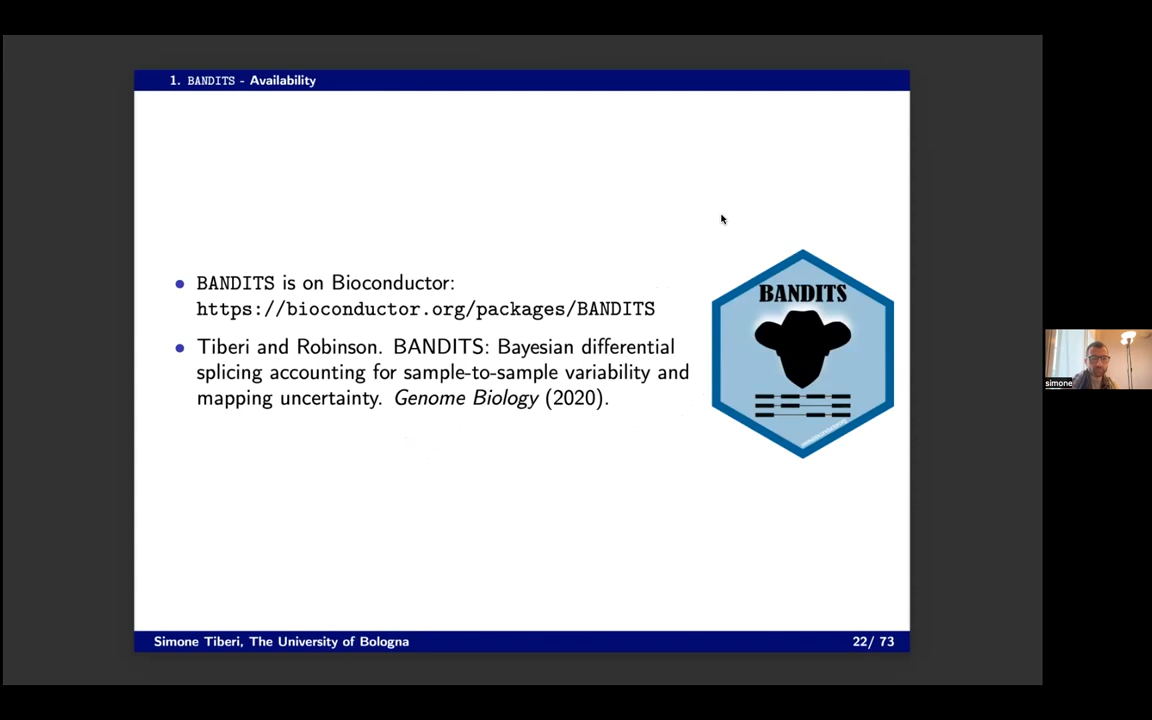 1. BANDITS - Availability
BANDITS is on Bioconductor:
https://bioconductor.org/packages/BANDITS
Tiberi and Robinson. BANDITS: Bayesian differential
splicing accounting for sample-to-sample variability and
mapping uncertainty. Genome Biology (2020).
BANDITS
simone
Simone Tiberi, The University of Bologna
22/ 73